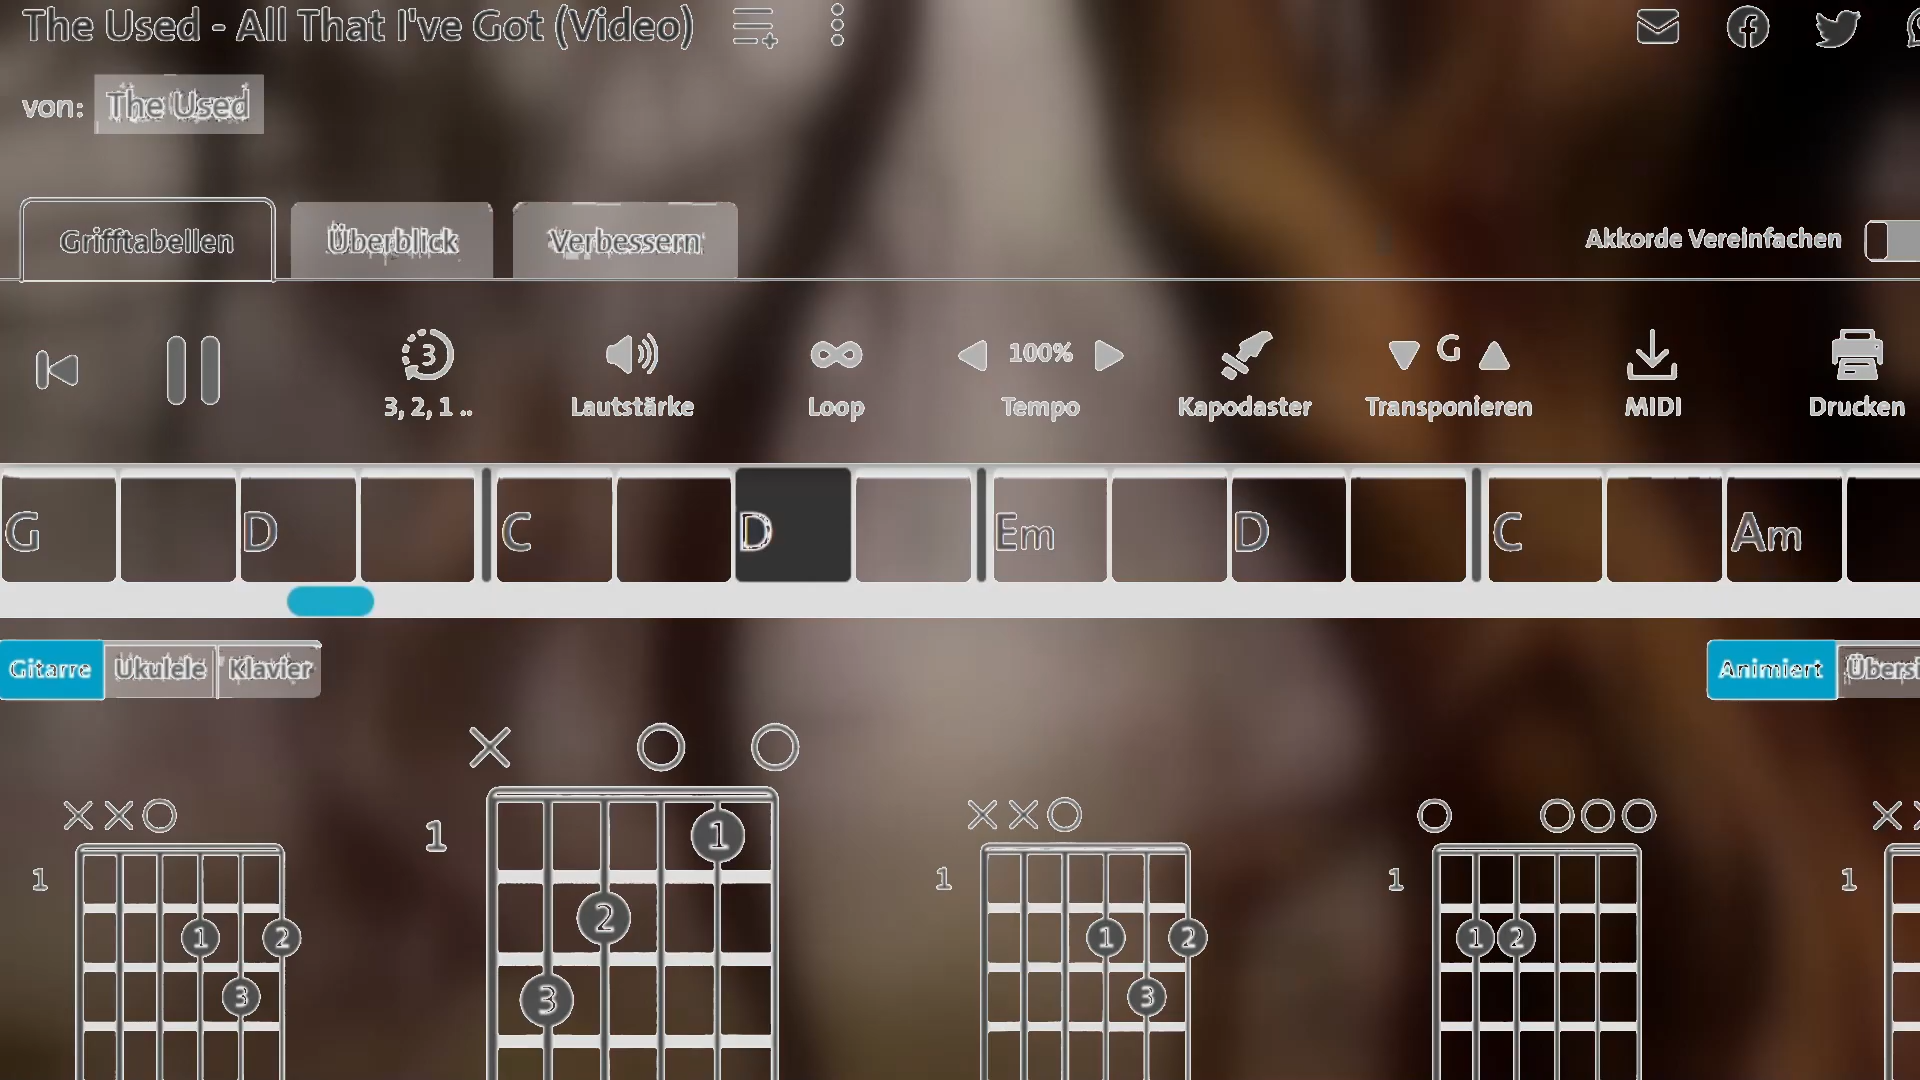 The Used - All That I've Got (Video)
von: The Used
Grifftabellen Überblick Verbessern Akkorde Vereinfachen
3 100% G
3, 2, 1 .. Lautstärke Loop Tempo Kapodaster Transponieren MIDI Drucken
G D C D Em D C Am
Gitarre Ukulele Klavier Animiert
1 1 1 1 1
1 2 3
1 2 3
1 2 3
1 2